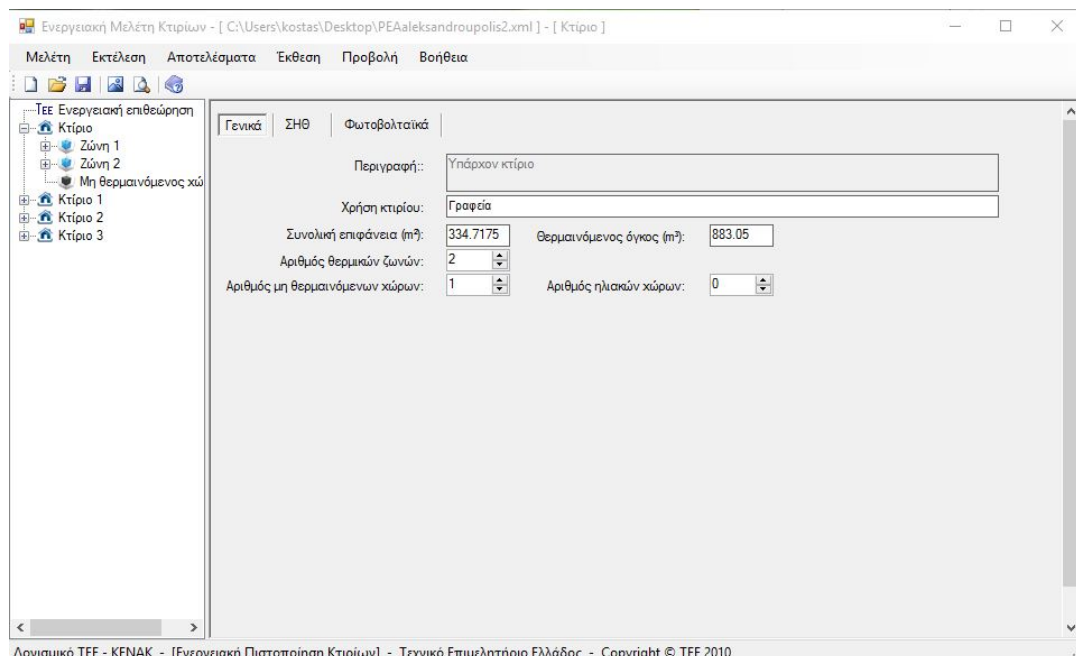 Ενεργειακή Μελέτη Κτιρίων - [ C:\Users\kostas\Desktop\PEAaleksandroupolis2.xml ] - [ Κτίριο ]
Μελέτη Εκτέλεση Αποτελέσματα Έκθεση Προβολή Βοήθεια
ΤΕΕ Ενεργειακή επιθεώρηση
Κτίριο
Ζώνη 1
Ζώνη 2
Μη θερμαινόμενος χώ
Κτίριο 1
Κτίριο 2
Κτίριο 3
Γενικά ΣΗΘ Φωτοβολταϊκά
Περιγραφή:: Υπάρχον κτίριο
Χρήση κτιρίου: Γραφεία
Συνολική επιφάνεια (m²): 334.7175 Θερμαινόμενος όγκος (m³): 883.05
Αριθμός θερμικών ζωνών: 2
Αριθμός μη θερμαινόμενων χώρων: 1 Αριθμός ηλιακών χώρων: 0
Λογισμικό ΤΕΕ - ΚΕΝΑΚ - [Ενεργειακή Πιστοποίηση Κτιρίων] - Τεχνικό Επιμελητήριο Ελλάδος - Copyright © ΤΕΕ 2010